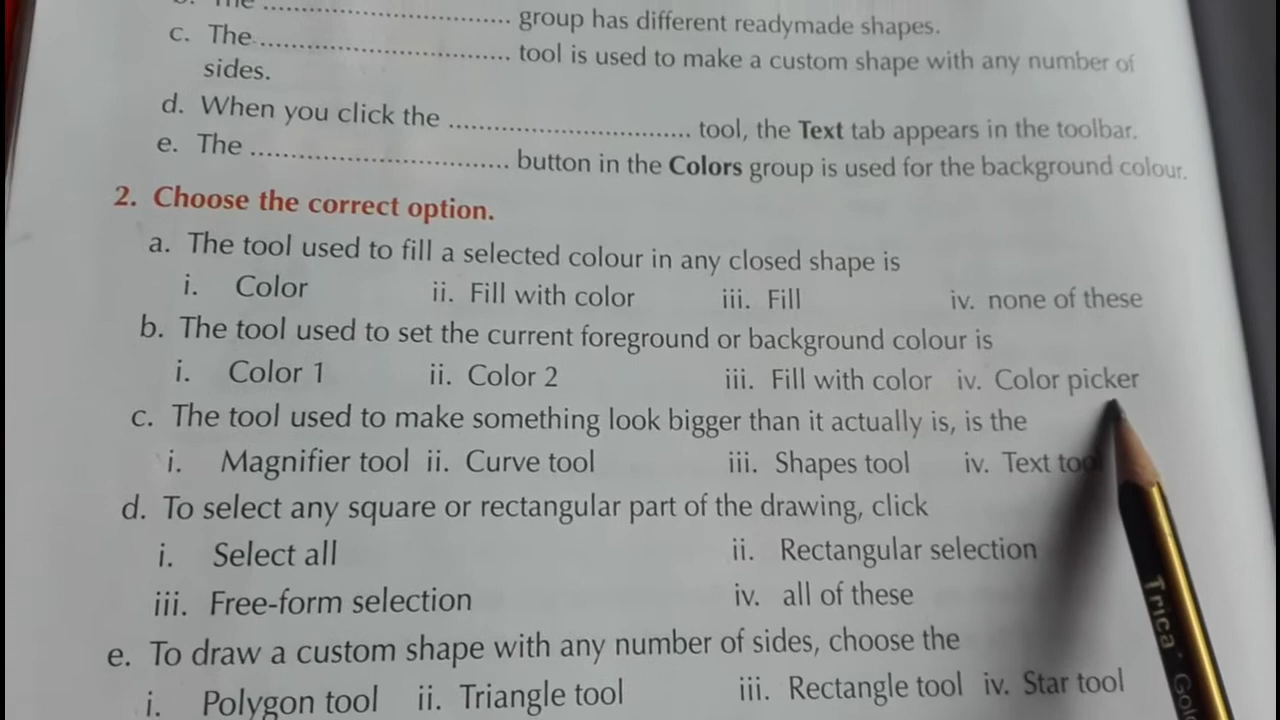 The .................................. group has different readymade shapes.
c. The .................................. tool is used to make a custom shape with any number of
sides.
d. When you click the .................................. tool, the Text tab appears in the toolbar.
e. The .................................. button in the Colors group is used for the background colour.
2. Choose the correct option.
a. The tool used to fill a selected colour in any closed shape is
i. Color ii. Fill with color iii. Fill iv. none of these
b. The tool used to set the current foreground or background colour is
i. Color 1 ii. Color 2 iii. Fill with color iv. Color picker
c. The tool used to make something look bigger than it actually is, is the
i. Magnifier tool ii. Curve tool iii. Shapes tool iv. Text tool
d. To select any square or rectangular part of the drawing, click
i. Select all ii. Rectangular selection
iii. Free-form selection iv. all of these
e. To draw a custom shape with any number of sides, choose the
i. Polygon tool ii. Triangle tool iii. Rectangle tool iv. Star tool
Trica